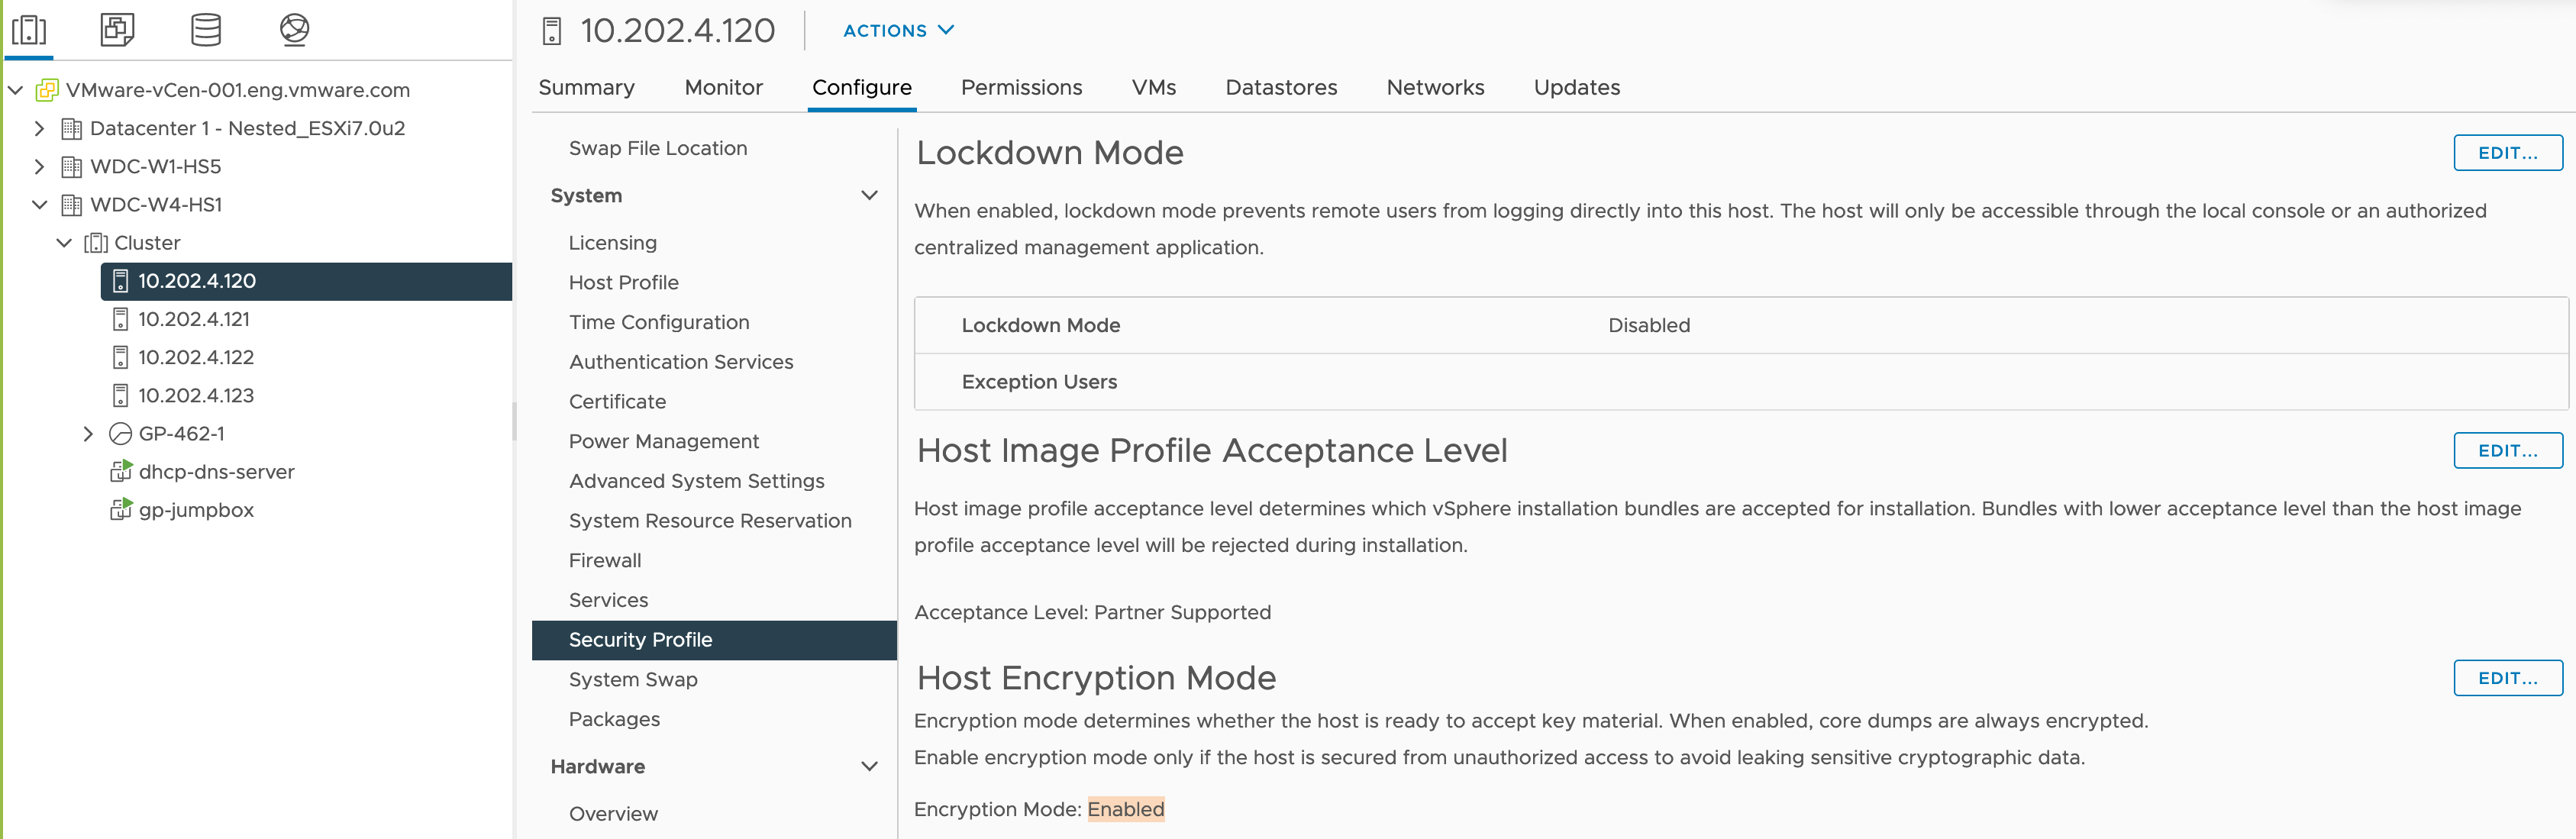 VMware-vCen-001.eng.vmware.com
Datacenter 1 - Nested_ESXi7.0u2
WDC-W1-HS5
WDC-W4-HS1
Cluster
10.202.4.120
10.202.4.121
10.202.4.122
10.202.4.123
GP-462-1
dhcp-dns-server
gp-jumpbox
10.202.4.120
ACTIONS
Summary Monitor Configure Permissions VMs Datastores Networks Updates
Swap File Location
System
Licensing
Host Profile
Time Configuration
Authentication Services
Certificate
Power Management
Advanced System Settings
System Resource Reservation
Firewall
Services
Security Profile
System Swap
Packages
Hardware
Overview
Lockdown Mode
EDIT...
When enabled, lockdown mode prevents remote users from logging directly into this host. The host will only be accessible through the local console or an authorized
centralized management application.
Lockdown Mode Disabled
Exception Users
Host Image Profile Acceptance Level
EDIT...
Host image profile acceptance level determines which vSphere installation bundles are accepted for installation. Bundles with lower acceptance level than the host image
profile acceptance level will be rejected during installation.
Acceptance Level: Partner Supported
Host Encryption Mode
EDIT...
Encryption mode determines whether the host is ready to accept key material. When enabled, core dumps are always encrypted.
Enable encryption mode only if the host is secured from unauthorized access to avoid leaking sensitive cryptographic data.
Encryption Mode: Enabled